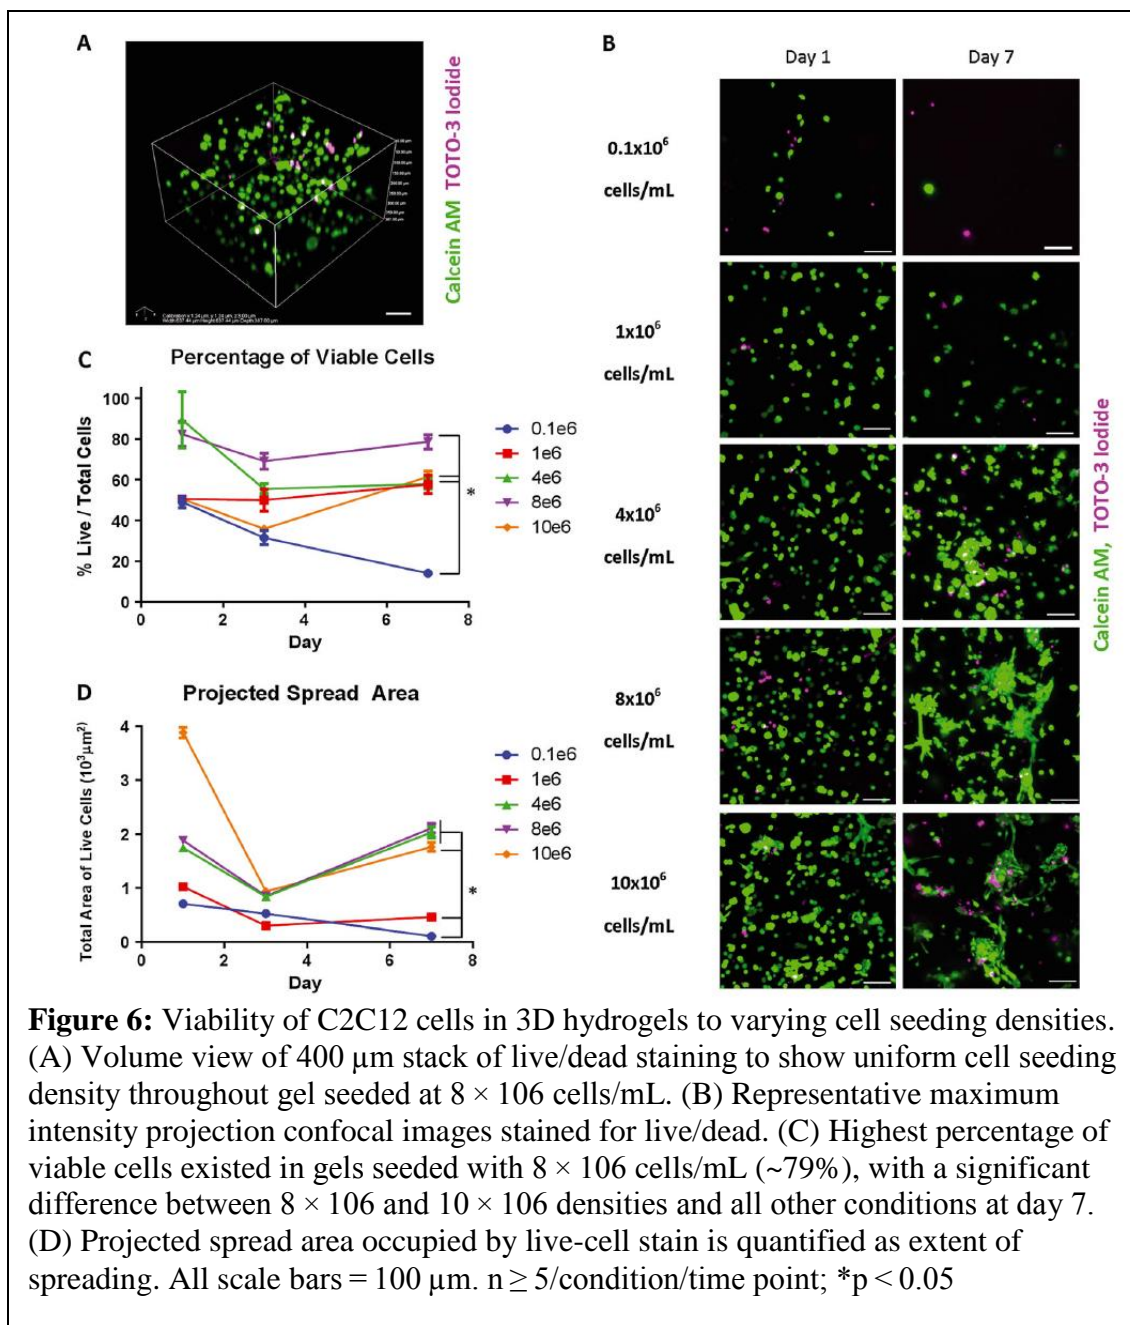 A
Calcein AM TOTO-3 Iodide
B
Day 1
Day 7
0.1x10⁶
cells/mL
1x10⁶
cells/mL
4x10⁶
cells/mL
8x10⁶
cells/mL
10x10⁶
cells/mL
Calcein AM, TOTO-3 Iodide
C
Percentage of Viable Cells
% Live / Total Cells
100
80
60
40
20
0
0
2
4
6
8
Day
0.1e6
1e6
4e6
8e6
10e6
*
D
Projected Spread Area
Total Area of Live Cells (10³µm²)
4
3
2
1
0
0
2
4
6
8
Day
0.1e6
1e6
4e6
8e6
10e6
*
Figure 6: Viability of C2C12 cells in 3D hydrogels to varying cell seeding densities.
(A) Volume view of 400 µm stack of live/dead staining to show uniform cell seeding
density throughout gel seeded at 8 × 106 cells/mL. (B) Representative maximum
intensity projection confocal images stained for live/dead. (C) Highest percentage of
viable cells existed in gels seeded with 8 × 106 cells/mL (~79%), with a significant
difference between 8 × 106 and 10 × 106 densities and all other conditions at day 7.
(D) Projected spread area occupied by live-cell stain is quantified as extent of
spreading. All scale bars = 100 µm. n ≥ 5/condition/time point; *p < 0.05